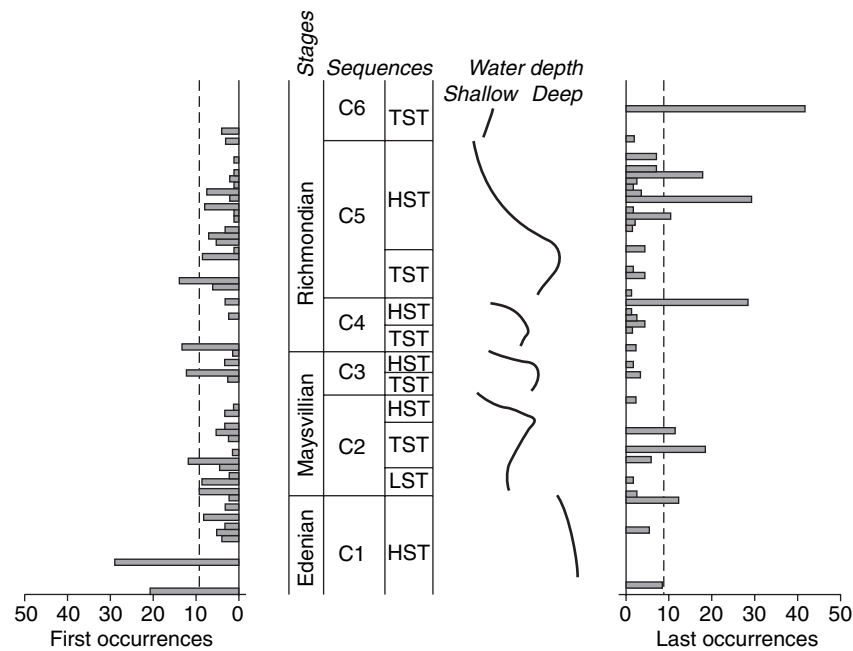 Stages
Sequences
Water depth
Shallow Deep
C6
TST
Richmondian
C5
HST
TST
C4
HST
TST
Maysvillian
C3
HST
TST
C2
HST
TST
LST
Edenian
C1
HST
50 40 30 20 10 0
First occurrences
0 10 20 30 40 50
Last occurrences